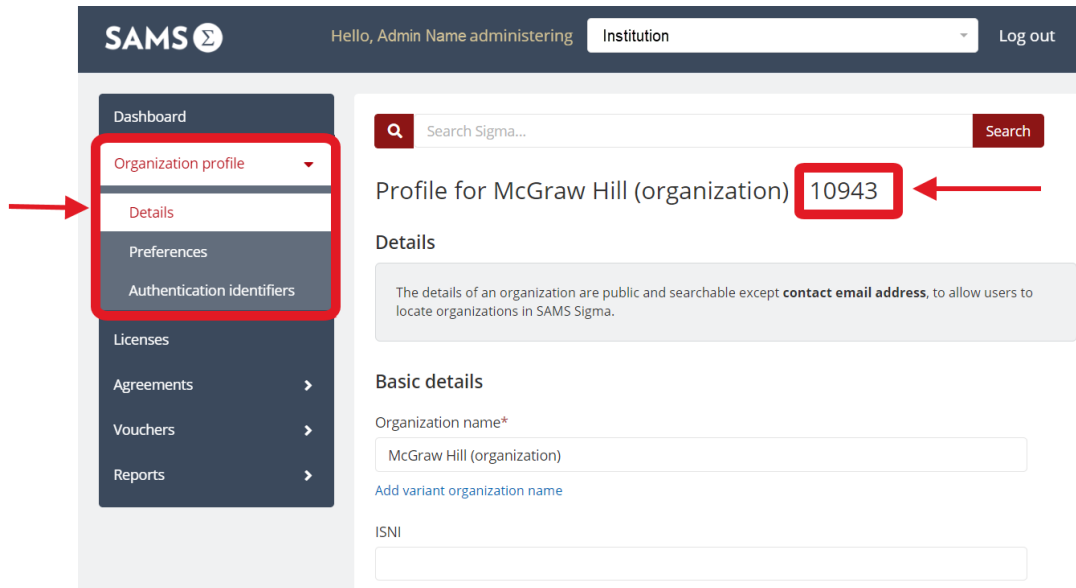 SAMS Σ
Hello, Admin Name administering
Institution
Log out
Dashboard
Organization profile
Details
Preferences
Authentication identifiers
Licenses
Agreements
Vouchers
Reports
Search Sigma...
Search
Profile for McGraw Hill (organization) 10943
Details
The details of an organization are public and searchable except contact email address, to allow users to
locate organizations in SAMS Sigma.
Basic details
Organization name*
McGraw Hill (organization)
Add variant organization name
ISNI